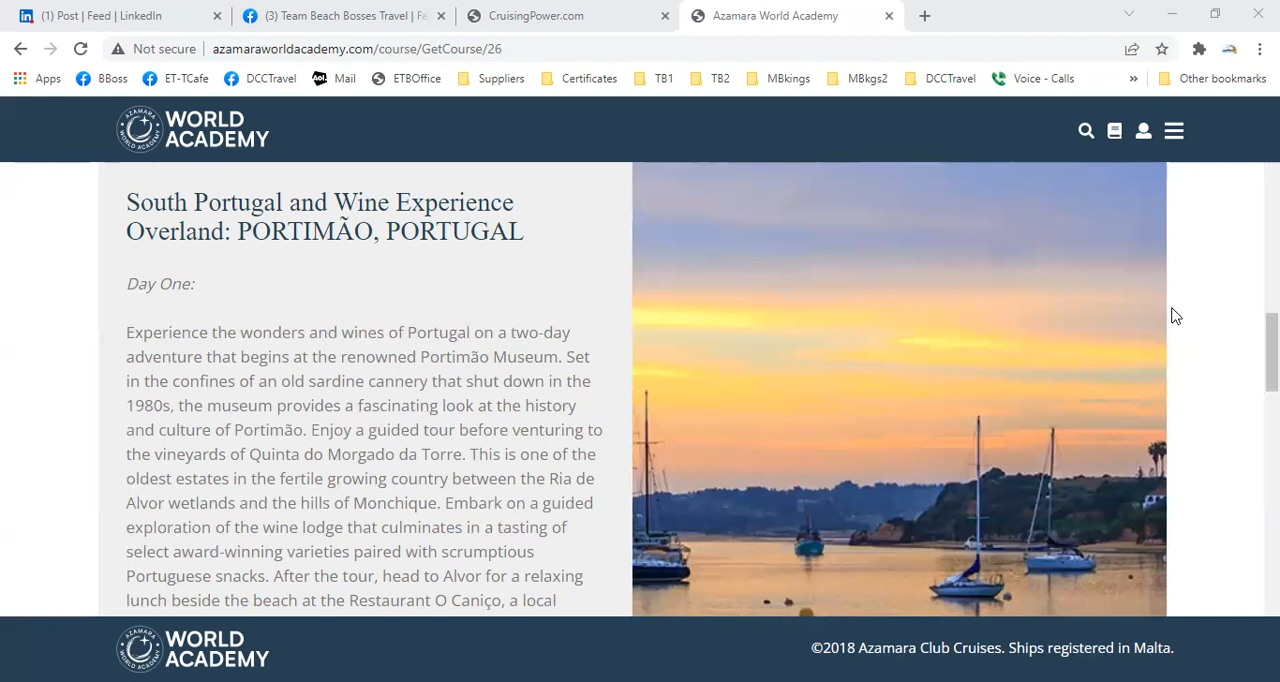 (1) Post | Feed | LinkedIn
(3) Team Beach Bosses Travel | Fa
CruisingPower.com
Azamara World Academy
Not secure
azamaraworldacademy.com/course/GetCourse/26
Apps
BBoss
ET-TCafe
DCCTravel
Aol.
Mail
ETBOffice
Suppliers
Certificates
TB1
TB2
MBkings
MBkgs2
DCCTravel
Voice - Calls
»
Other bookmarks
WORLD
ACADEMY
South Portugal and Wine Experience
Overland: PORTIMÃO, PORTUGAL
Day One:
Experience the wonders and wines of Portugal on a two-day
adventure that begins at the renowned Portimão Museum. Set
in the confines of an old sardine cannery that shut down in the
1980s, the museum provides a fascinating look at the history
and culture of Portimão. Enjoy a guided tour before venturing to
the vineyards of Quinta do Morgado da Torre. This is one of the
oldest estates in the fertile growing country between the Ria de
Alvor wetlands and the hills of Monchique. Embark on a guided
exploration of the wine lodge that culminates in a tasting of
select award-winning varieties paired with scrumptious
Portuguese snacks. After the tour, head to Alvor for a relaxing
lunch beside the beach at the Restaurant O Caniço, a local
WORLD
ACADEMY
©2018 Azamara Club Cruises. Ships registered in Malta.